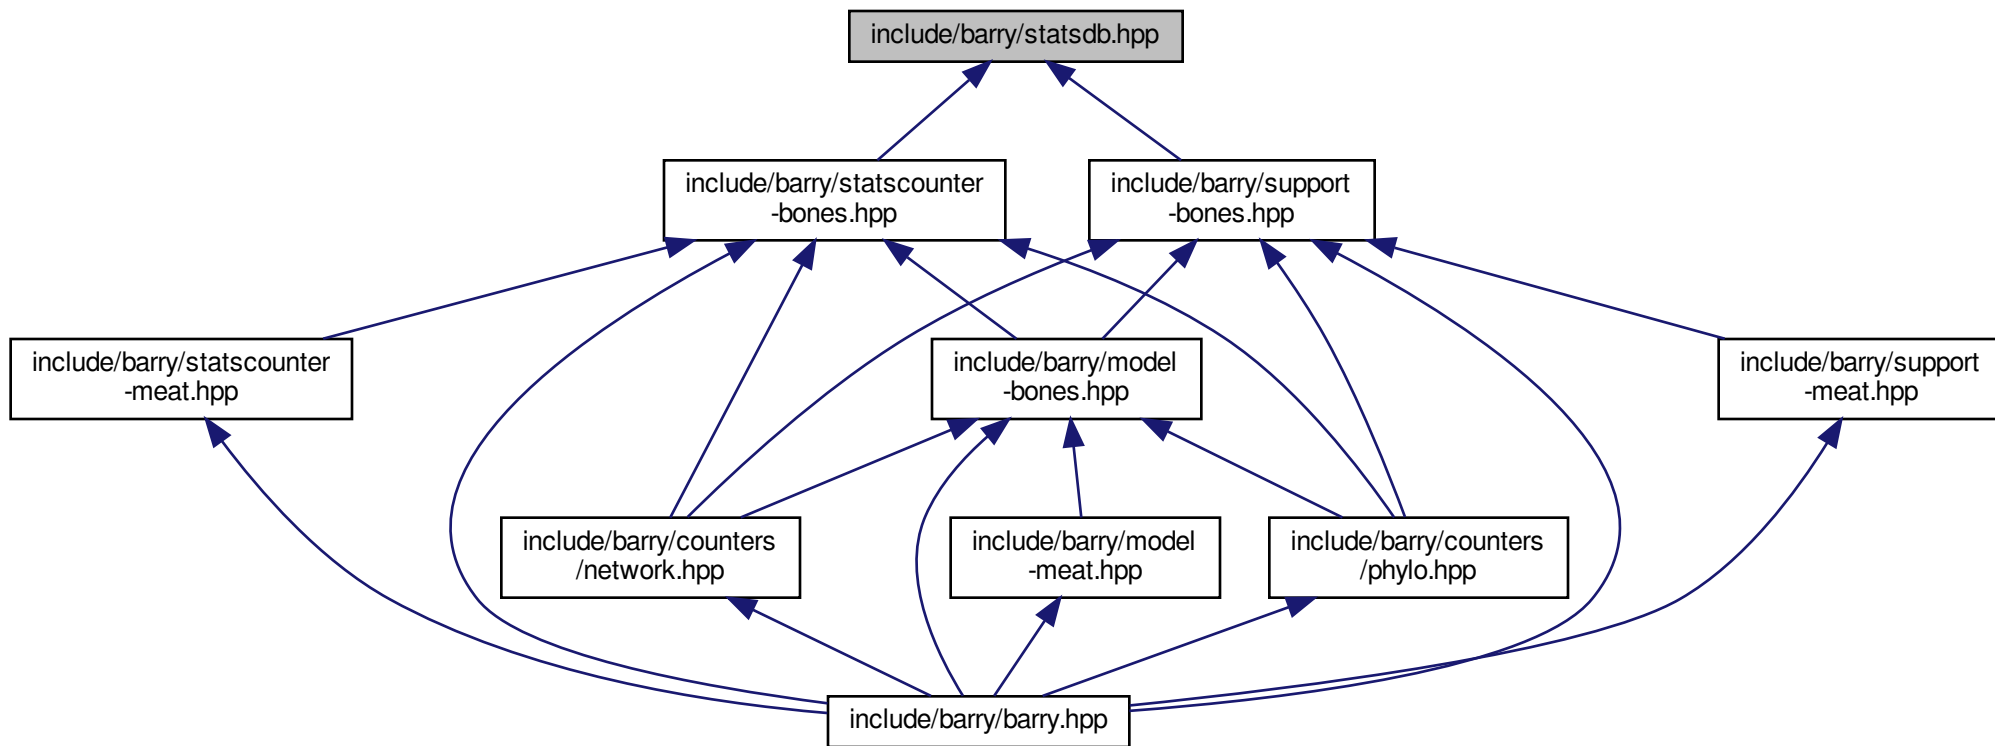 include/barry/statsdb.hpp
include/barry/statscounter
-bones.hpp
include/barry/support
-bones.hpp
include/barry/statscounter
-meat.hpp
include/barry/model
-bones.hpp
include/barry/support
-meat.hpp
include/barry/counters
/network.hpp
include/barry/model
-meat.hpp
include/barry/counters
/phylo.hpp
include/barry/barry.hpp